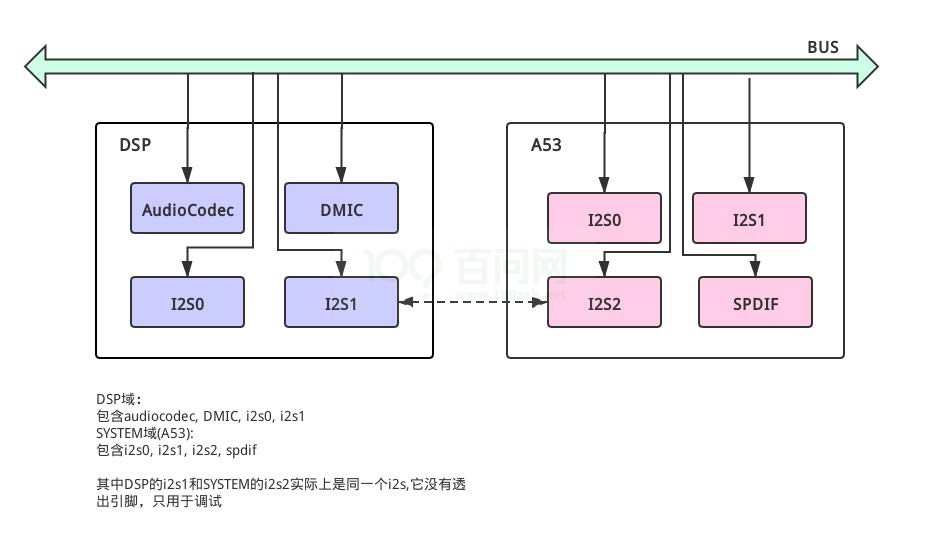 BUS
DSP
A53
AudioCodec
DMIC
I2S0
I2S1
I2S0
I2S1
I2S2
SPDIF
百问网
DSP域：
包含audiocodec, DMIC, i2s0, i2s1
SYSTEM域(A53):
包含i2s0, i2s1, i2s2, spdif
其中DSP的i2s1和SYSTEM的i2s2实际上是同一个i2s,它没有透
出引脚，只用于调试